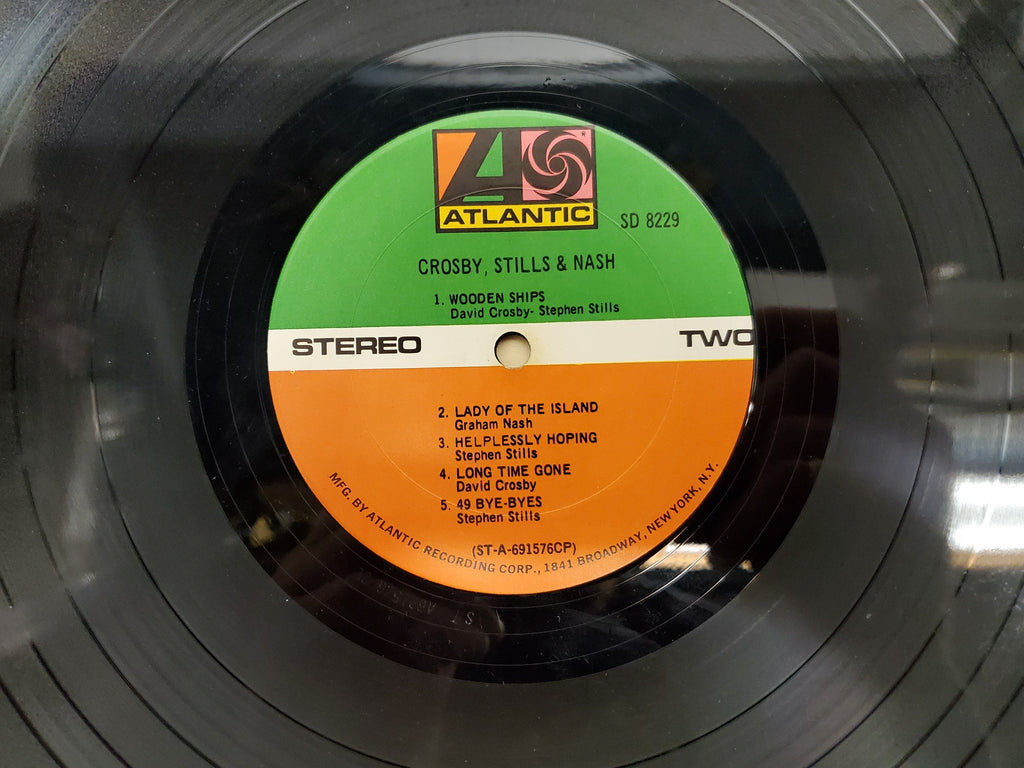 ATLANTIC
SD 8229
CROSBY, STILLS & NASH
1. WOODEN SHIPS
David Crosby- Stephen Stills
STEREO
TWO
2. LADY OF THE ISLAND
Graham Nash
3. HELPLESSLY HOPING
Stephen Stills
4. LONG TIME GONE
David Crosby
5. 49 BYE-BYES
Stephen Stills
(ST-A-691576CP)
MFG. BY ATLANTIC RECORDING CORP., 1841 BROADWAY, NEW YORK, N.Y.